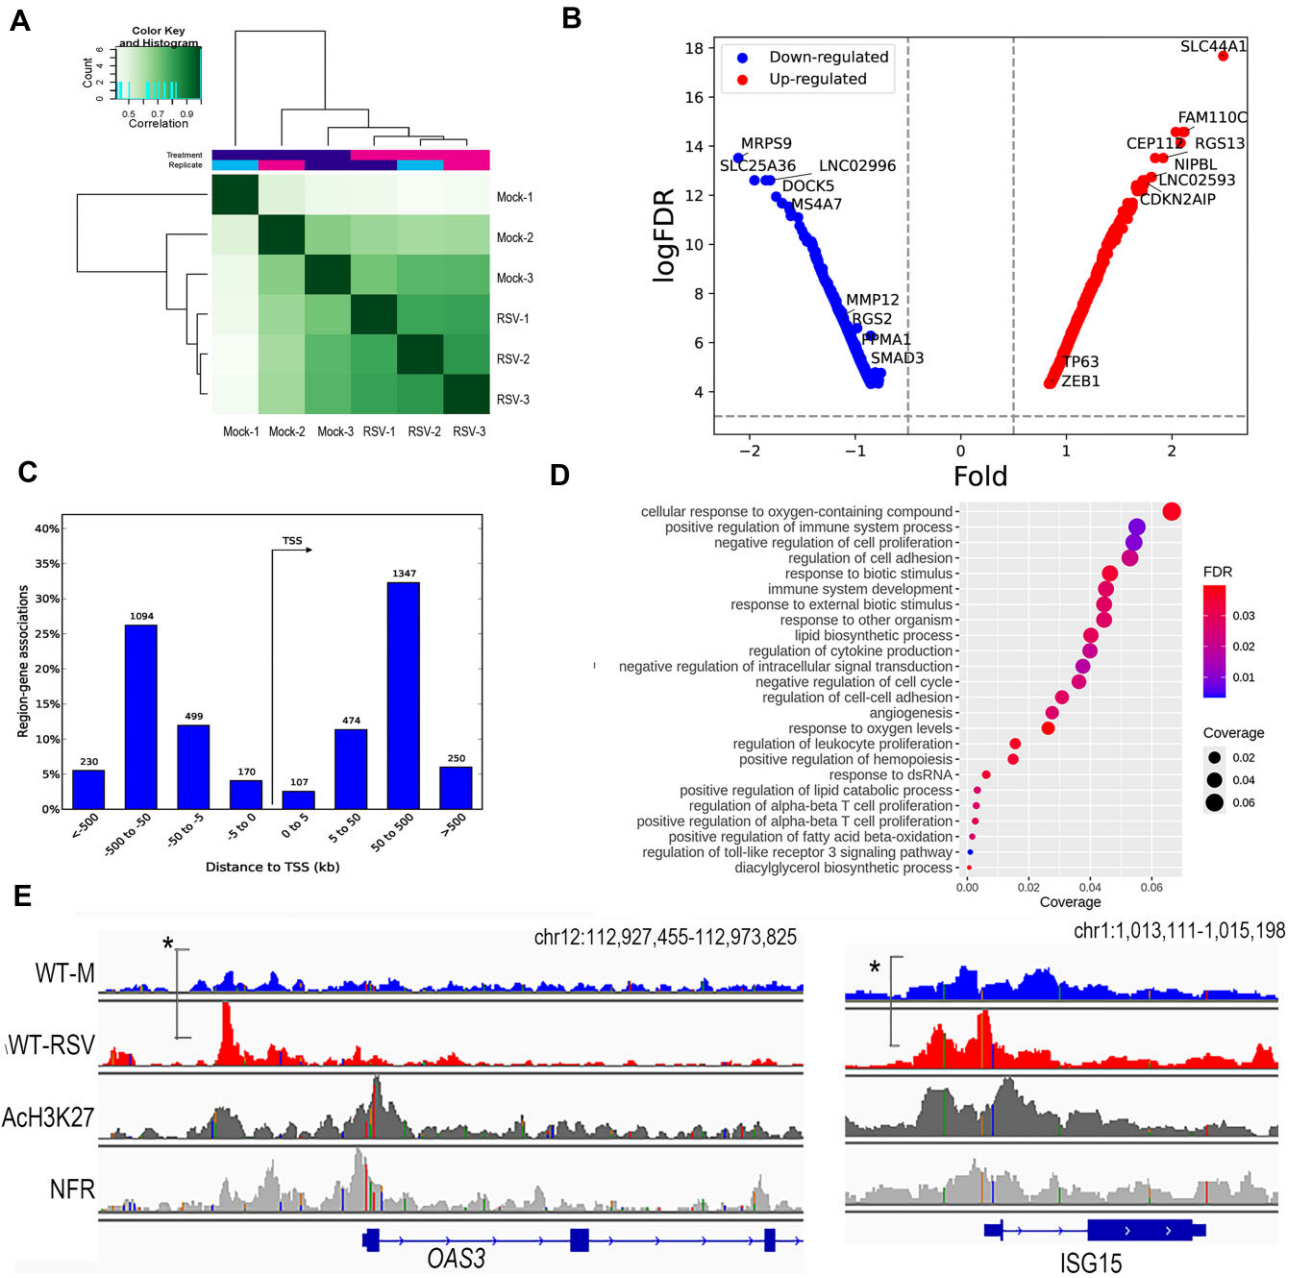 A
Color Key
and Histogram
Count
0 2 4 6
0.5 0.7 0.9
Correlation
Treatment
Replicate
Mock-1
Mock-2
Mock-3
RSV-1
RSV-2
RSV-3
Mock-1 Mock-2 Mock-3 RSV-1 RSV-2 RSV-3
B
Down-regulated
Up-regulated
SLC44A1
FAM110C
CEP112 RGS13
NIPBL
LNC02593
CDKN2AIP
MRPS9
SLC25A36 LNC02996
DOCK5
MS4A7
MMP12
RGS2
PPMA1
SMAD3
TP63
ZEB1
logFDR
18
16
14
12
10
8
6
4
−2 −1 0 1 2
Fold
C
Region-gene associations
40%
35%
30%
25%
20%
15%
10%
5%
0%
TSS
230
1094
499
170
107
474
1347
250
<-500
-500 to -50
-50 to -5
-5 to 0
0 to 5
5 to 50
50 to 500
>500
Distance to TSS (kb)
D
cellular response to oxygen-containing compound
positive regulation of immune system process
negative regulation of cell proliferation
regulation of cell adhesion
response to biotic stimulus
immune system development
response to external biotic stimulus
response to other organism
lipid biosynthetic process
regulation of cytokine production
negative regulation of intracellular signal transduction
negative regulation of cell cycle
regulation of cell-cell adhesion
angiogenesis
response to oxygen levels
regulation of leukocyte proliferation
positive regulation of hemopoiesis
response to dsRNA
positive regulation of lipid catabolic process
regulation of alpha-beta T cell proliferation
positive regulation of alpha-beta T cell proliferation
positive regulation of fatty acid beta-oxidation
regulation of toll-like receptor 3 signaling pathway
diacylglycerol biosynthetic process
0.00 0.02 0.04 0.06
Coverage
FDR
0.03
0.02
0.01
Coverage
0.02
0.04
0.06
E
chr12:112,927,455-112,973,825
chr1:1,013,111-1,015,198
*
*
WT-M
WT-RSV
AcH3K27
NFR
OAS3
ISG15